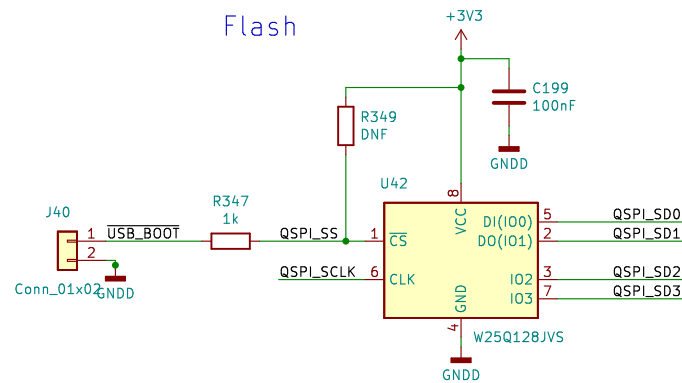 Flash
+3V3
C199
100nF
GNDD
R349
DNF
R347
1k
U42
J40
1
2
USB_BOOT
Conn_01x02
GNDD
QSPI_SS
QSPI_SCLK
1
6
8
4
CS
CLK
VCC
GND
DI(IO0)
DO(IO1)
IO2
IO3
5
2
3
7
QSPI_SD0
QSPI_SD1
QSPI_SD2
QSPI_SD3
W25Q128JVS
GNDD